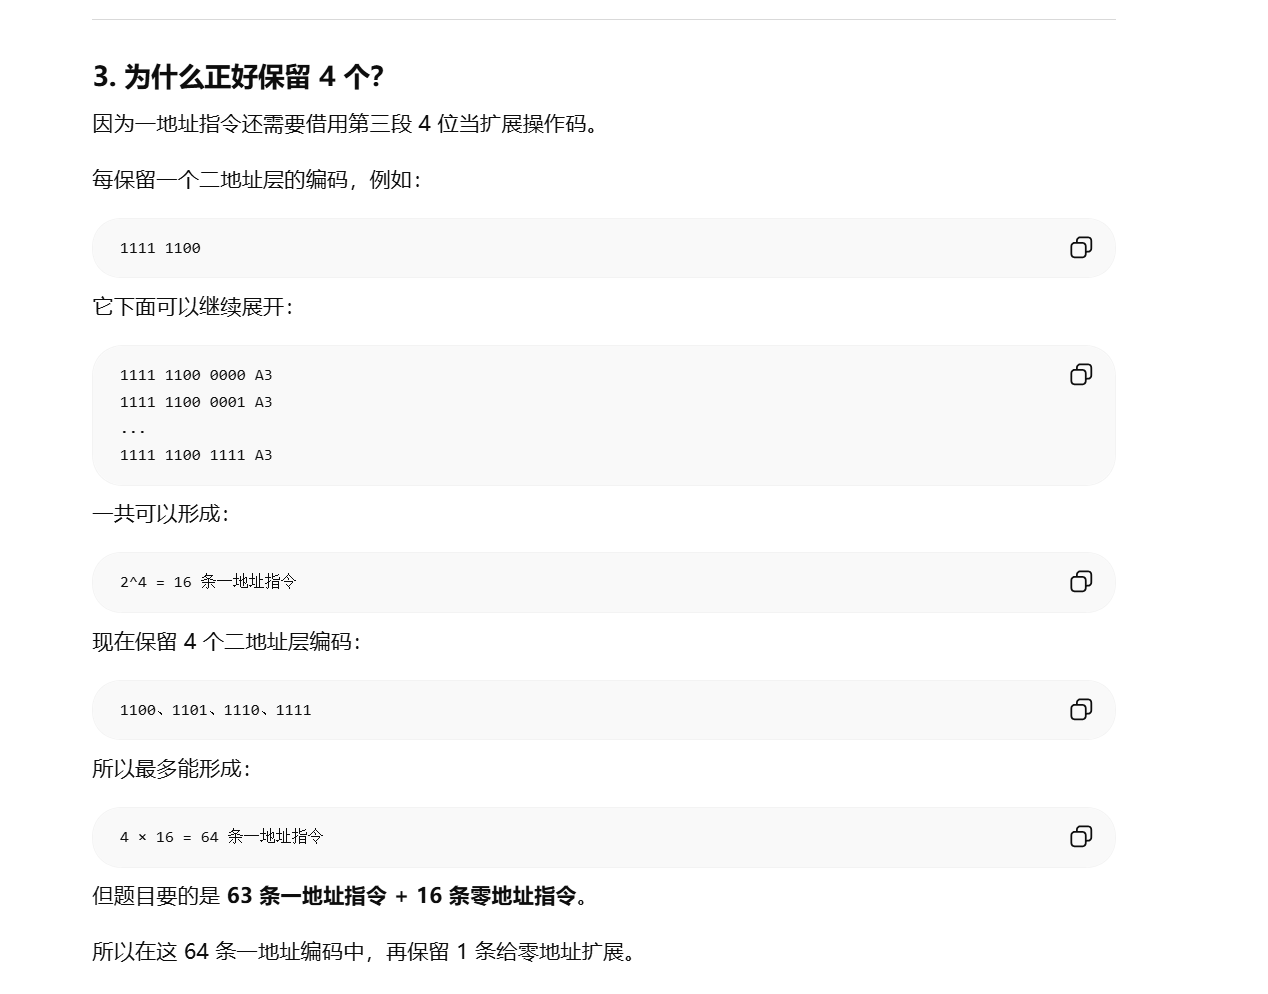 3. 为什么正好保留 4 个？
因为一地址指令还需要借用第三段 4 位当扩展操作码。
每保留一个二地址层的编码，例如：
1111 1100
它下面可以继续展开：
1111 1100 0000 A3
1111 1100 0001 A3
...
1111 1100 1111 A3
一共可以形成：
2^4 = 16 条一地址指令
现在保留 4 个二地址层编码：
1100、1101、1110、1111
所以最多能形成：
4 × 16 = 64 条一地址指令
但题目要的是 63 条一地址指令 + 16 条零地址指令。
所以在这 64 条一地址编码中，再保留 1 条给零地址扩展。